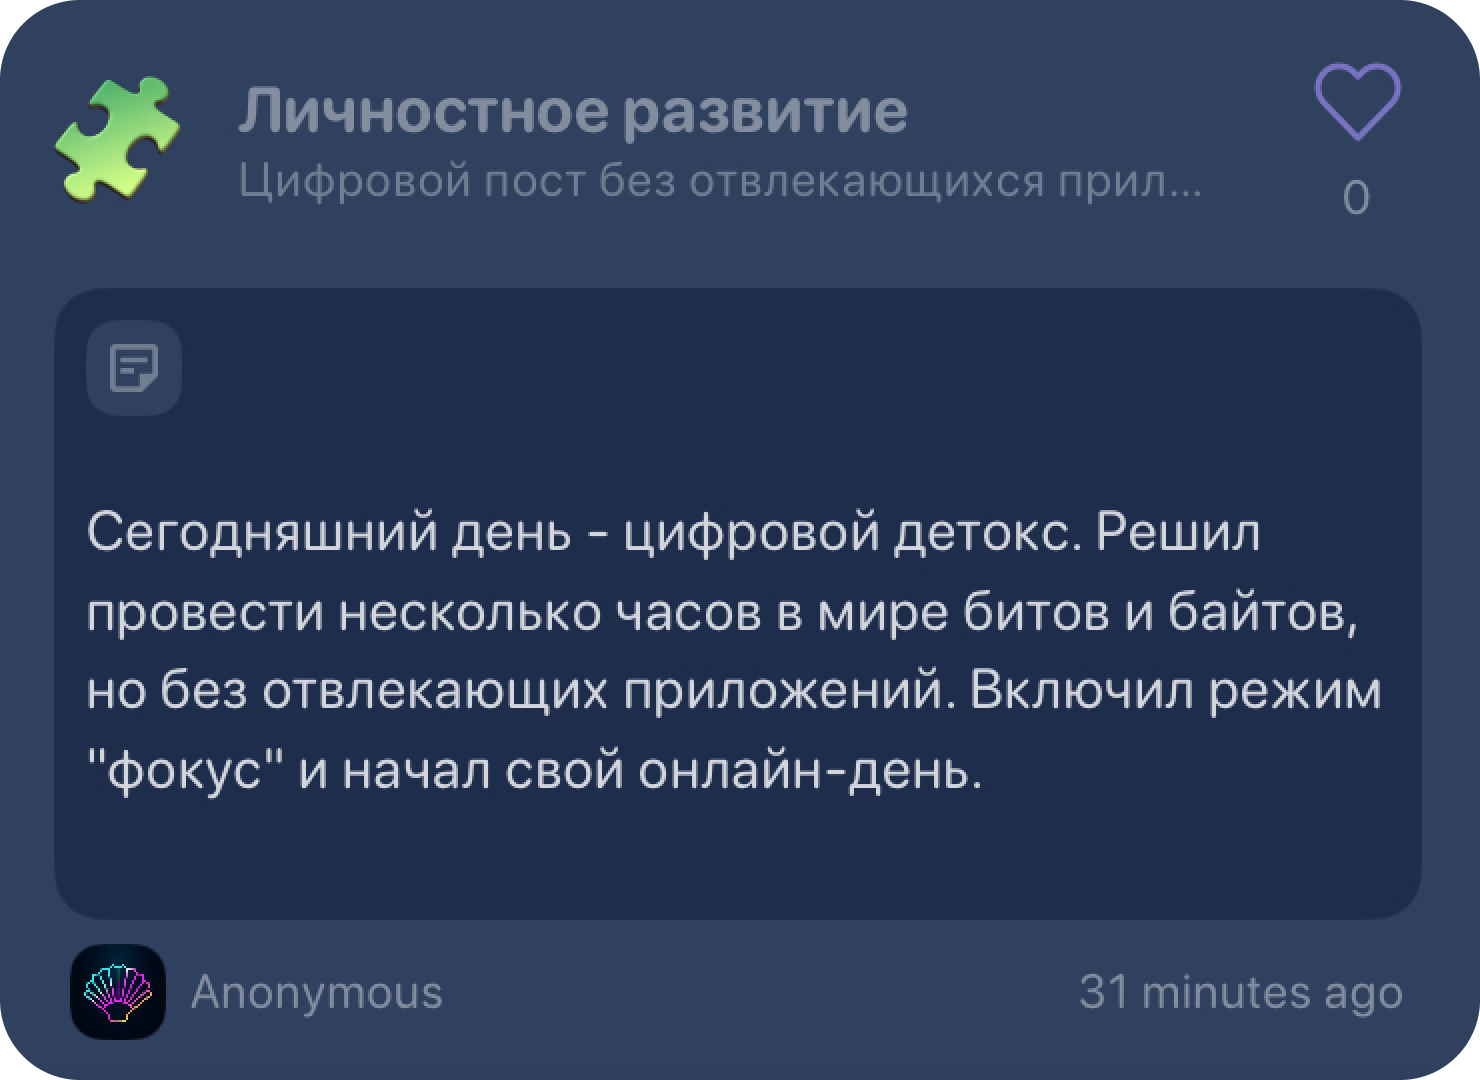 Личностное развитие
Цифровой пост без отвлекающихся прил...
0
Сегодняшний день - цифровой детокс. Решил
провести несколько часов в мире битов и байтов,
но без отвлекающих приложений. Включил режим
"фокус" и начал свой онлайн-день.
Anonymous
31 minutes ago